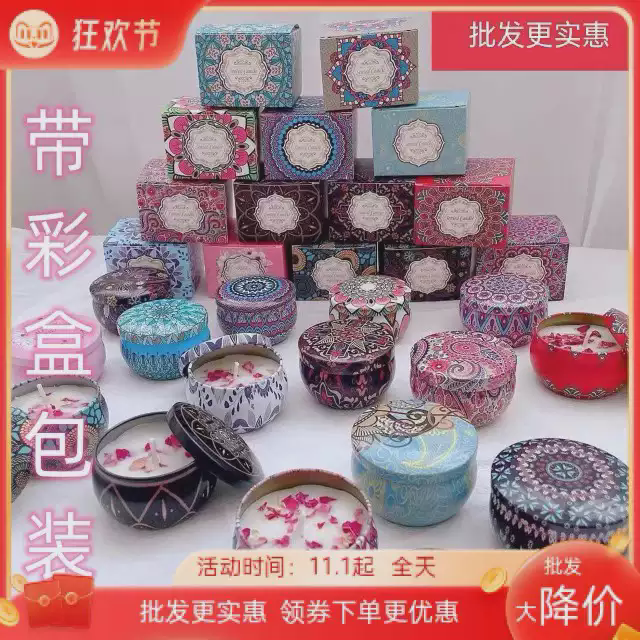 狂欢节
批发更实惠
带彩盒包装
Scented Candle
活动时间：11.1起 全天
批发更实惠 领券下单更优惠
批发
大降价